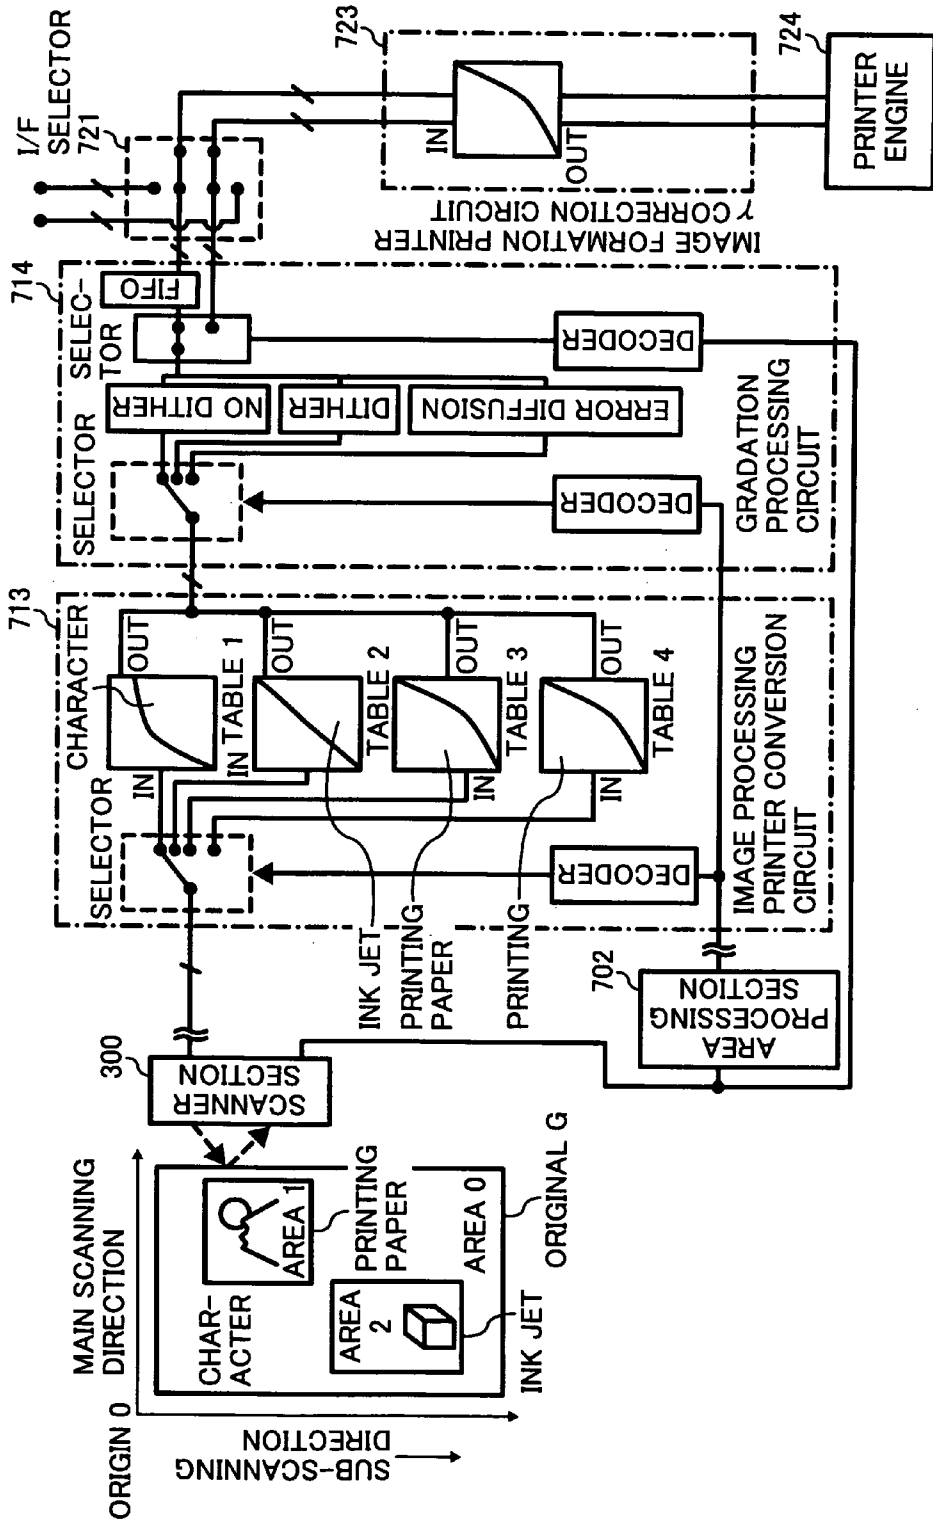 ORIGIN 0
MAIN SCANNING
DIRECTION
SUB-SCANNING
DIRECTION
CHAR-
ACTER
AREA 1
PRINTING
PAPER
AREA
2
INK JET
AREA 0
ORIGINAL G
300
SCANNER
SECTION
702
AREA
PROCESSING
SECTION
713
SELECTOR
CHARACTER
IN
OUT
TABLE 1
IN
OUT
TABLE 2
IN
OUT
TABLE 3
IN
OUT
TABLE 4
INK JET
PRINTING
PAPER
PRINTING
DECODER
IMAGE PROCESSING
PRINTER CONVERSION
CIRCUIT
714
SELECTOR
NO DITHER
DITHER
ERROR DIFFUSION
SELEC-
TOR
FIFO
DECODER
DECODER
GRADATION
PROCESSING
CIRCUIT
I/F
SELECTOR
721
IMAGE FORMATION PRINTER
γ CORRECTION CIRCUIT
723
IN
OUT
724
PRINTER
ENGINE